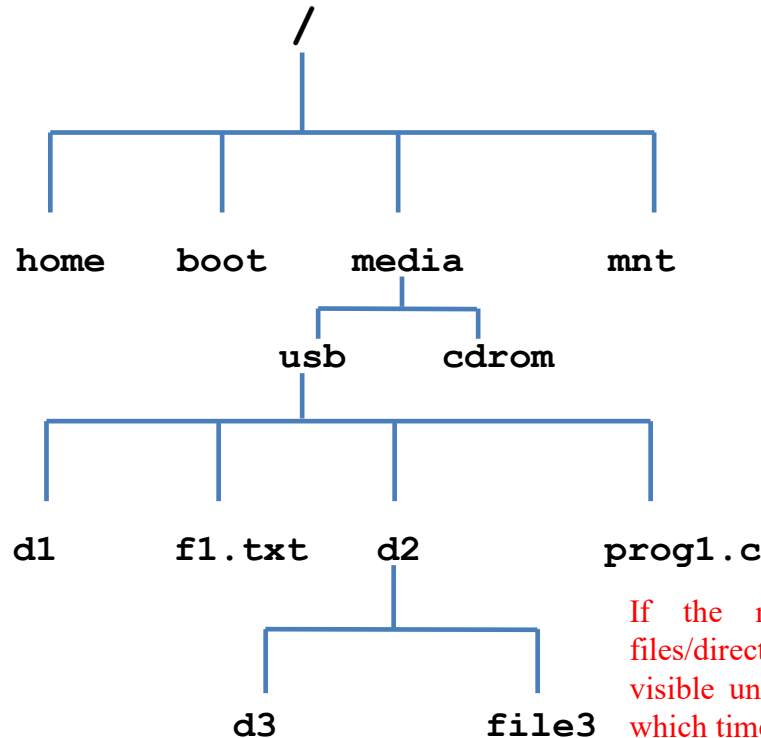 /
home boot media mnt
usb cdrom
d1 f1.txt d2 prog1.c
If the
files/direct
visible un
d3 file3 which time